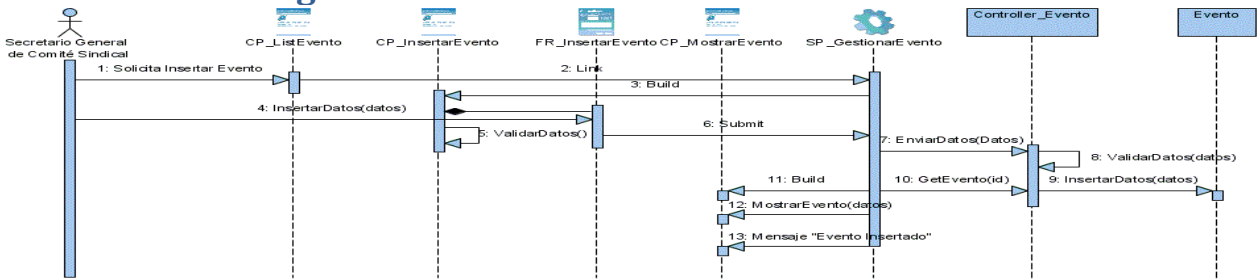 Secretario General
de Comité Sindical
CP_ListEvento
CP_InsertarEvento
FR_InsertarEvento
CP_MostrarEvento
SP_GestionarEvento
Controller_Evento
Evento
1: Solicita Insertar Evento
2: Link
3: Build
4: InsertarDatos(datos)
5: ValidarDatos()
6: Submit
7: EnviarDatos(Datos)
8: ValidarDatos(datos)
11: Build
10: GetEvento(id)
9: InsertarDatos(datos)
12: MostrarEvento(datos)
13: Mensaje "Evento Insertado"